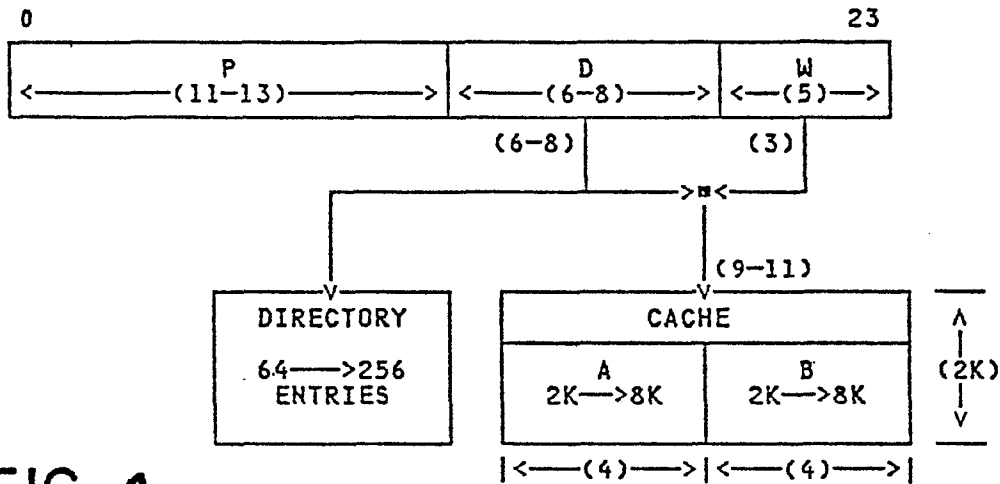 0 23
P D W
<——(11-13)——> <——(6-8)——> <—(5)—>
(6-8) (3)
(9-11)
DIRECTORY CACHE
64—>256 A B
ENTRIES 2K—>8K 2K—>8K (2K)
|<——(4)——>|<——(4)——>|